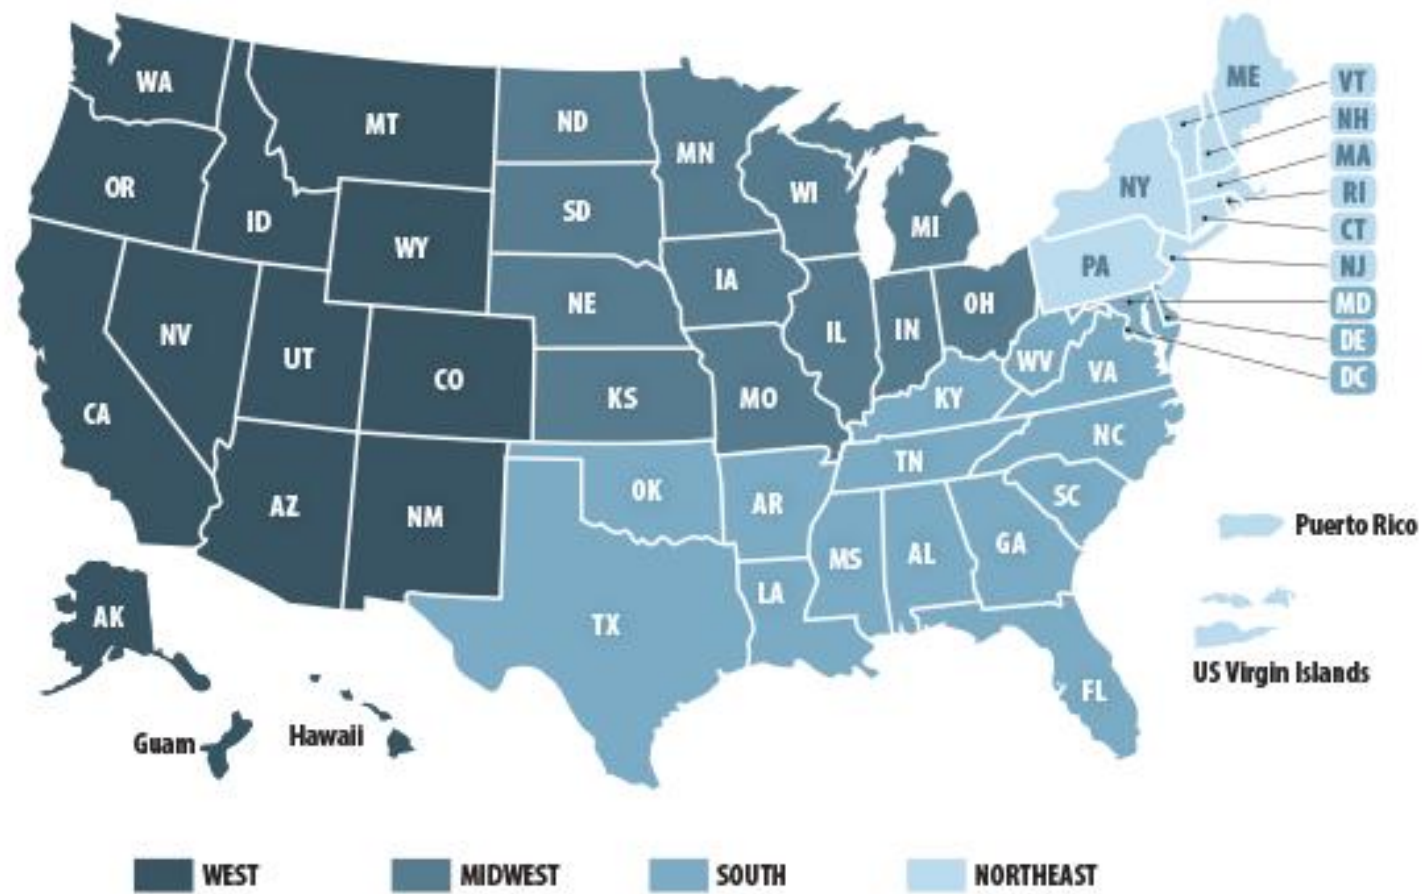 WA
MT
ND
MN
ME
VT
NH
MA
RI
CT
NJ
MD
DE
DC
OR
ID
WY
SD
WI
MI
NY
PA
NV
UT
CO
NE
IA
IL
IN
OH
CA
KS
MO
KY
WV
VA
AZ
NM
OK
AR
TN
NC
SC
TX
LA
MS
AL
GA
FL
AK
Guam
Hawaii
Puerto Rico
US Virgin Islands
WEST
MIDWEST
SOUTH
NORTHEAST